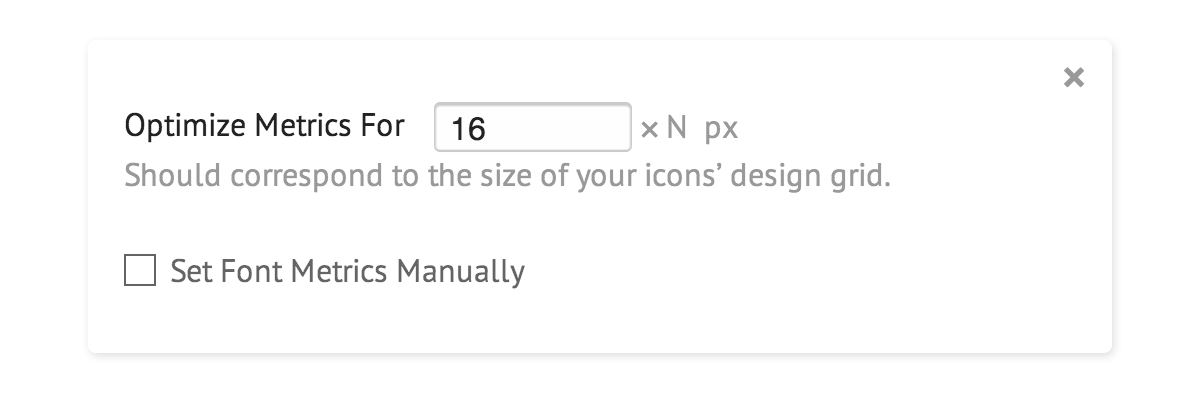 Optimize Metrics For 16 × N px
Should correspond to the size of your icons’ design grid.
Set Font Metrics Manually